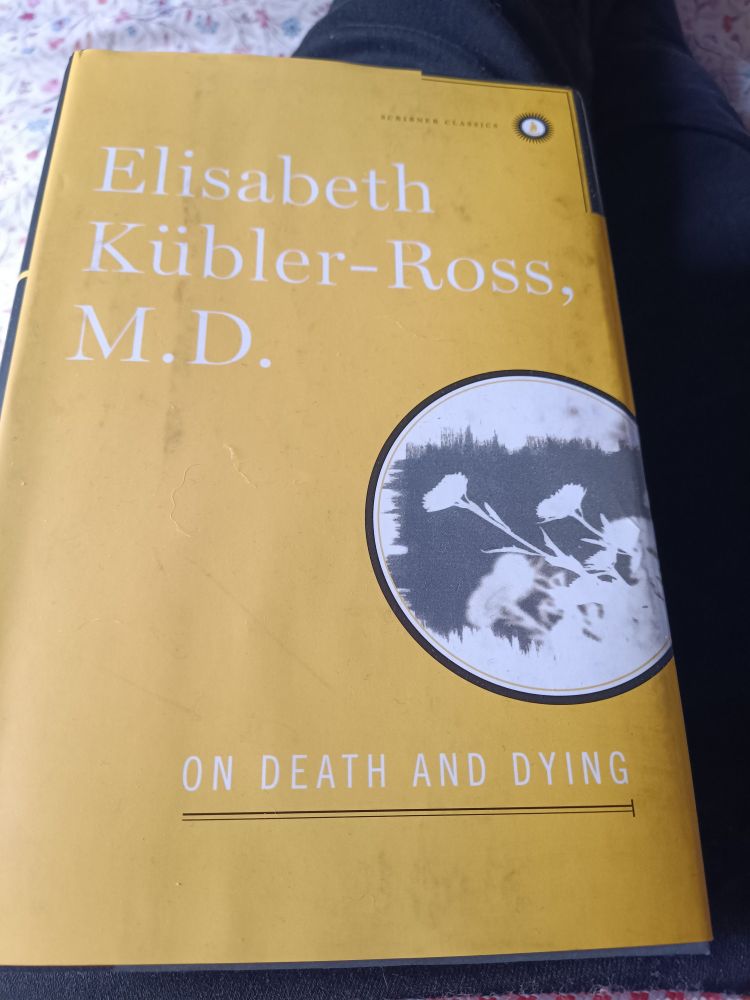 SCRIBNER CLASSICS
Elisabeth
Kübler-Ross,
M.D.
ON DEATH AND DYING